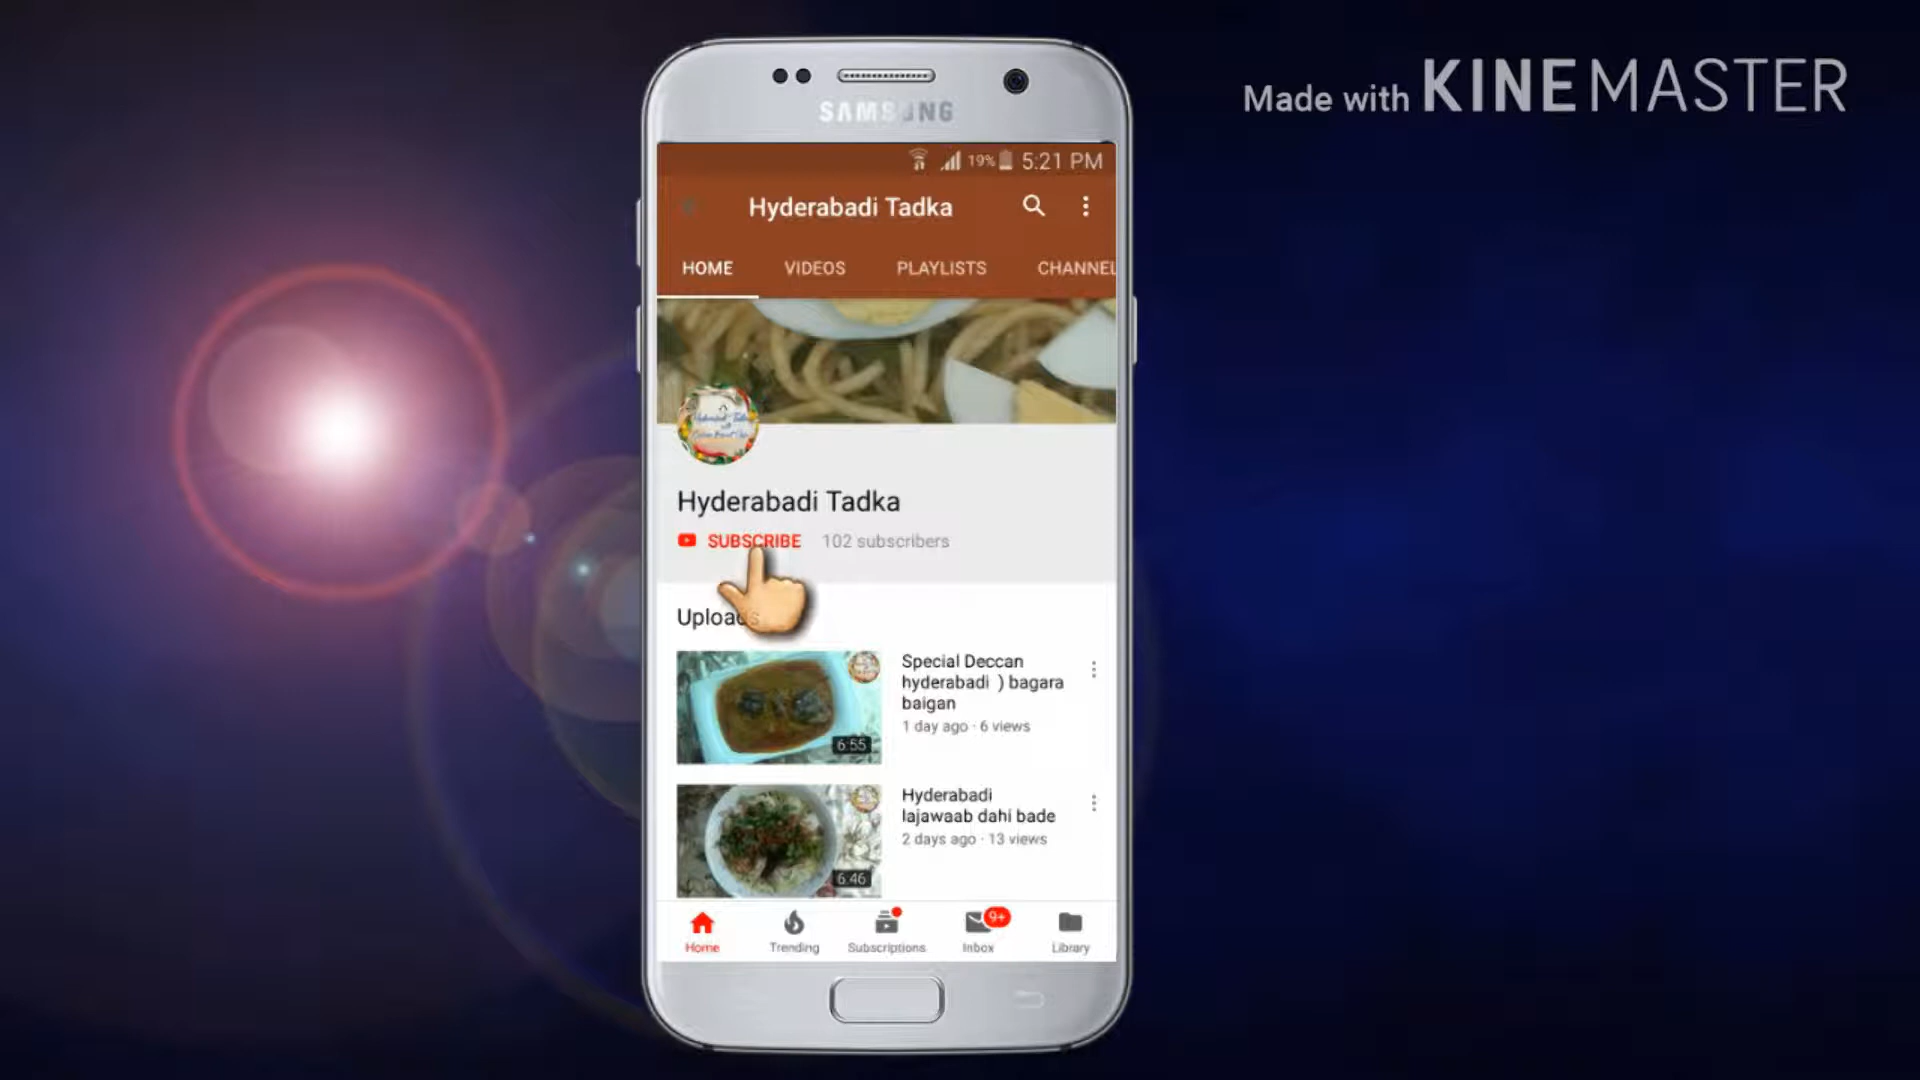 Made with KINEMASTER
SAMSUNG
19% 5:21 PM
Hyderabadi Tadka
HOME VIDEOS PLAYLISTS CHANNEL
Hyderabadi Tadka
SUBSCRIBE 102 subscribers
Uploads
Special Deccan
hyderabadi ) bagara
baigan
1 day ago · 6 views
6:55
Hyderabadi
lajawaab dahi bade
2 days ago · 13 views
6:46
9+
Home Trending Subscriptions Inbox Library